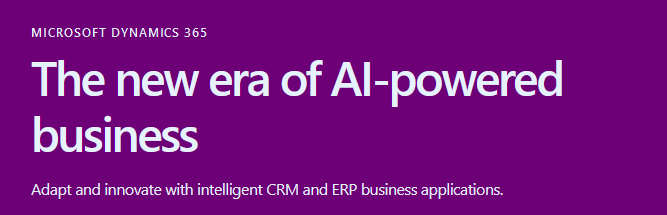 MICROSOFT DYNAMICS 365
The new era of AI-powered
business
Adapt and innovate with intelligent CRM and ERP business applications.